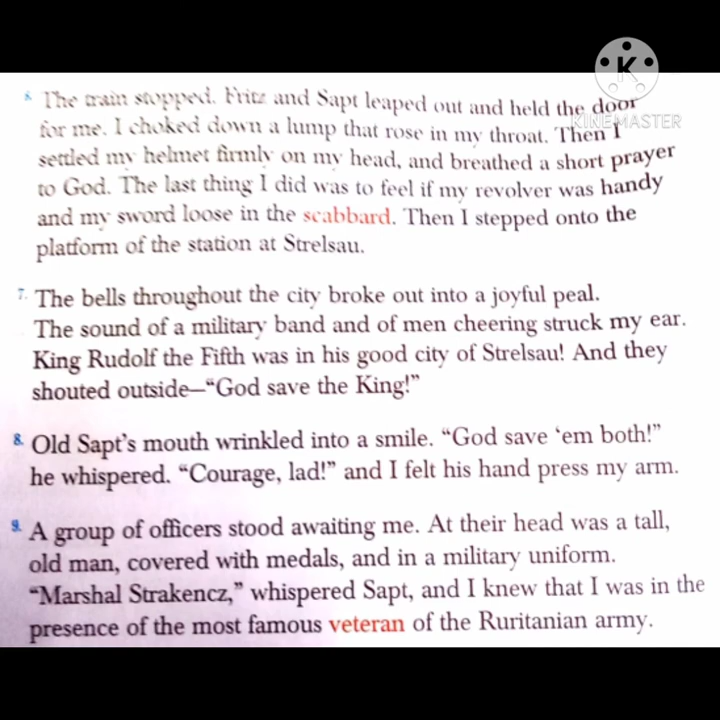 K
KINEMASTER
6. The train stopped. Fritz and Sapt leaped out and held the door
for me. I choked down a lump that rose in my throat. Then I
settled my helmet firmly on my head, and breathed a short prayer
to God. The last thing I did was to feel if my revolver was handy
and my sword loose in the scabbard. Then I stepped onto the
platform of the station at Strelsau.
7. The bells throughout the city broke out into a joyful peal.
The sound of a military band and of men cheering struck my ear.
King Rudolf the Fifth was in his good city of Strelsau! And they
shouted outside—“God save the King!”
8. Old Sapt’s mouth wrinkled into a smile. “God save ‘em both!”
he whispered. “Courage, lad!” and I felt his hand press my arm.
9. A group of officers stood awaiting me. At their head was a tall,
old man, covered with medals, and in a military uniform.
“Marshal Strakencz,” whispered Sapt, and I knew that I was in the
presence of the most famous veteran of the Ruritanian army.